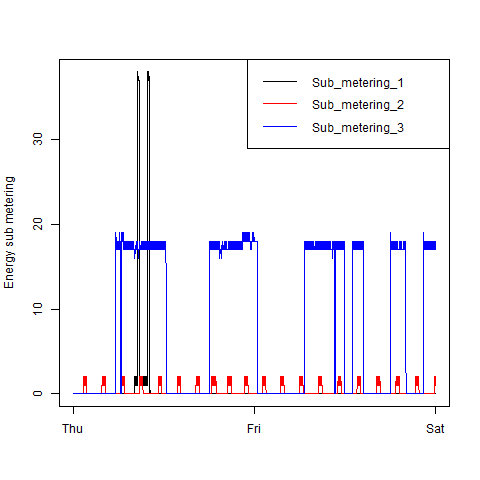 Sub_metering_1
Sub_metering_2
Sub_metering_3
Energy sub metering
30
20
10
0
Thu
Fri
Sat